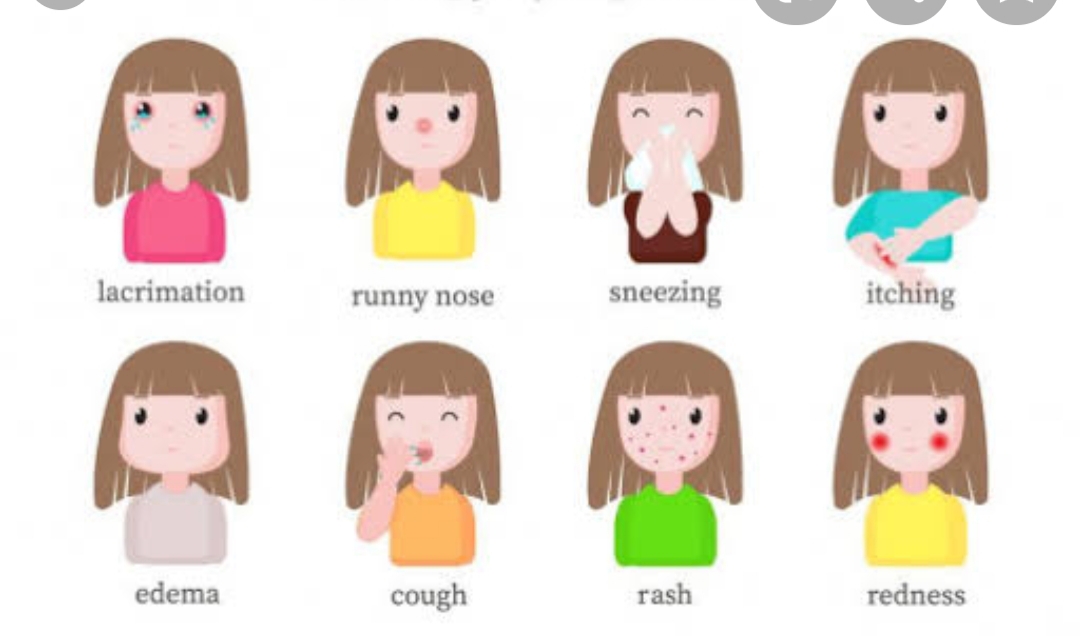 lacrimation
runny nose
sneezing
itching
edema
cough
rash
redness